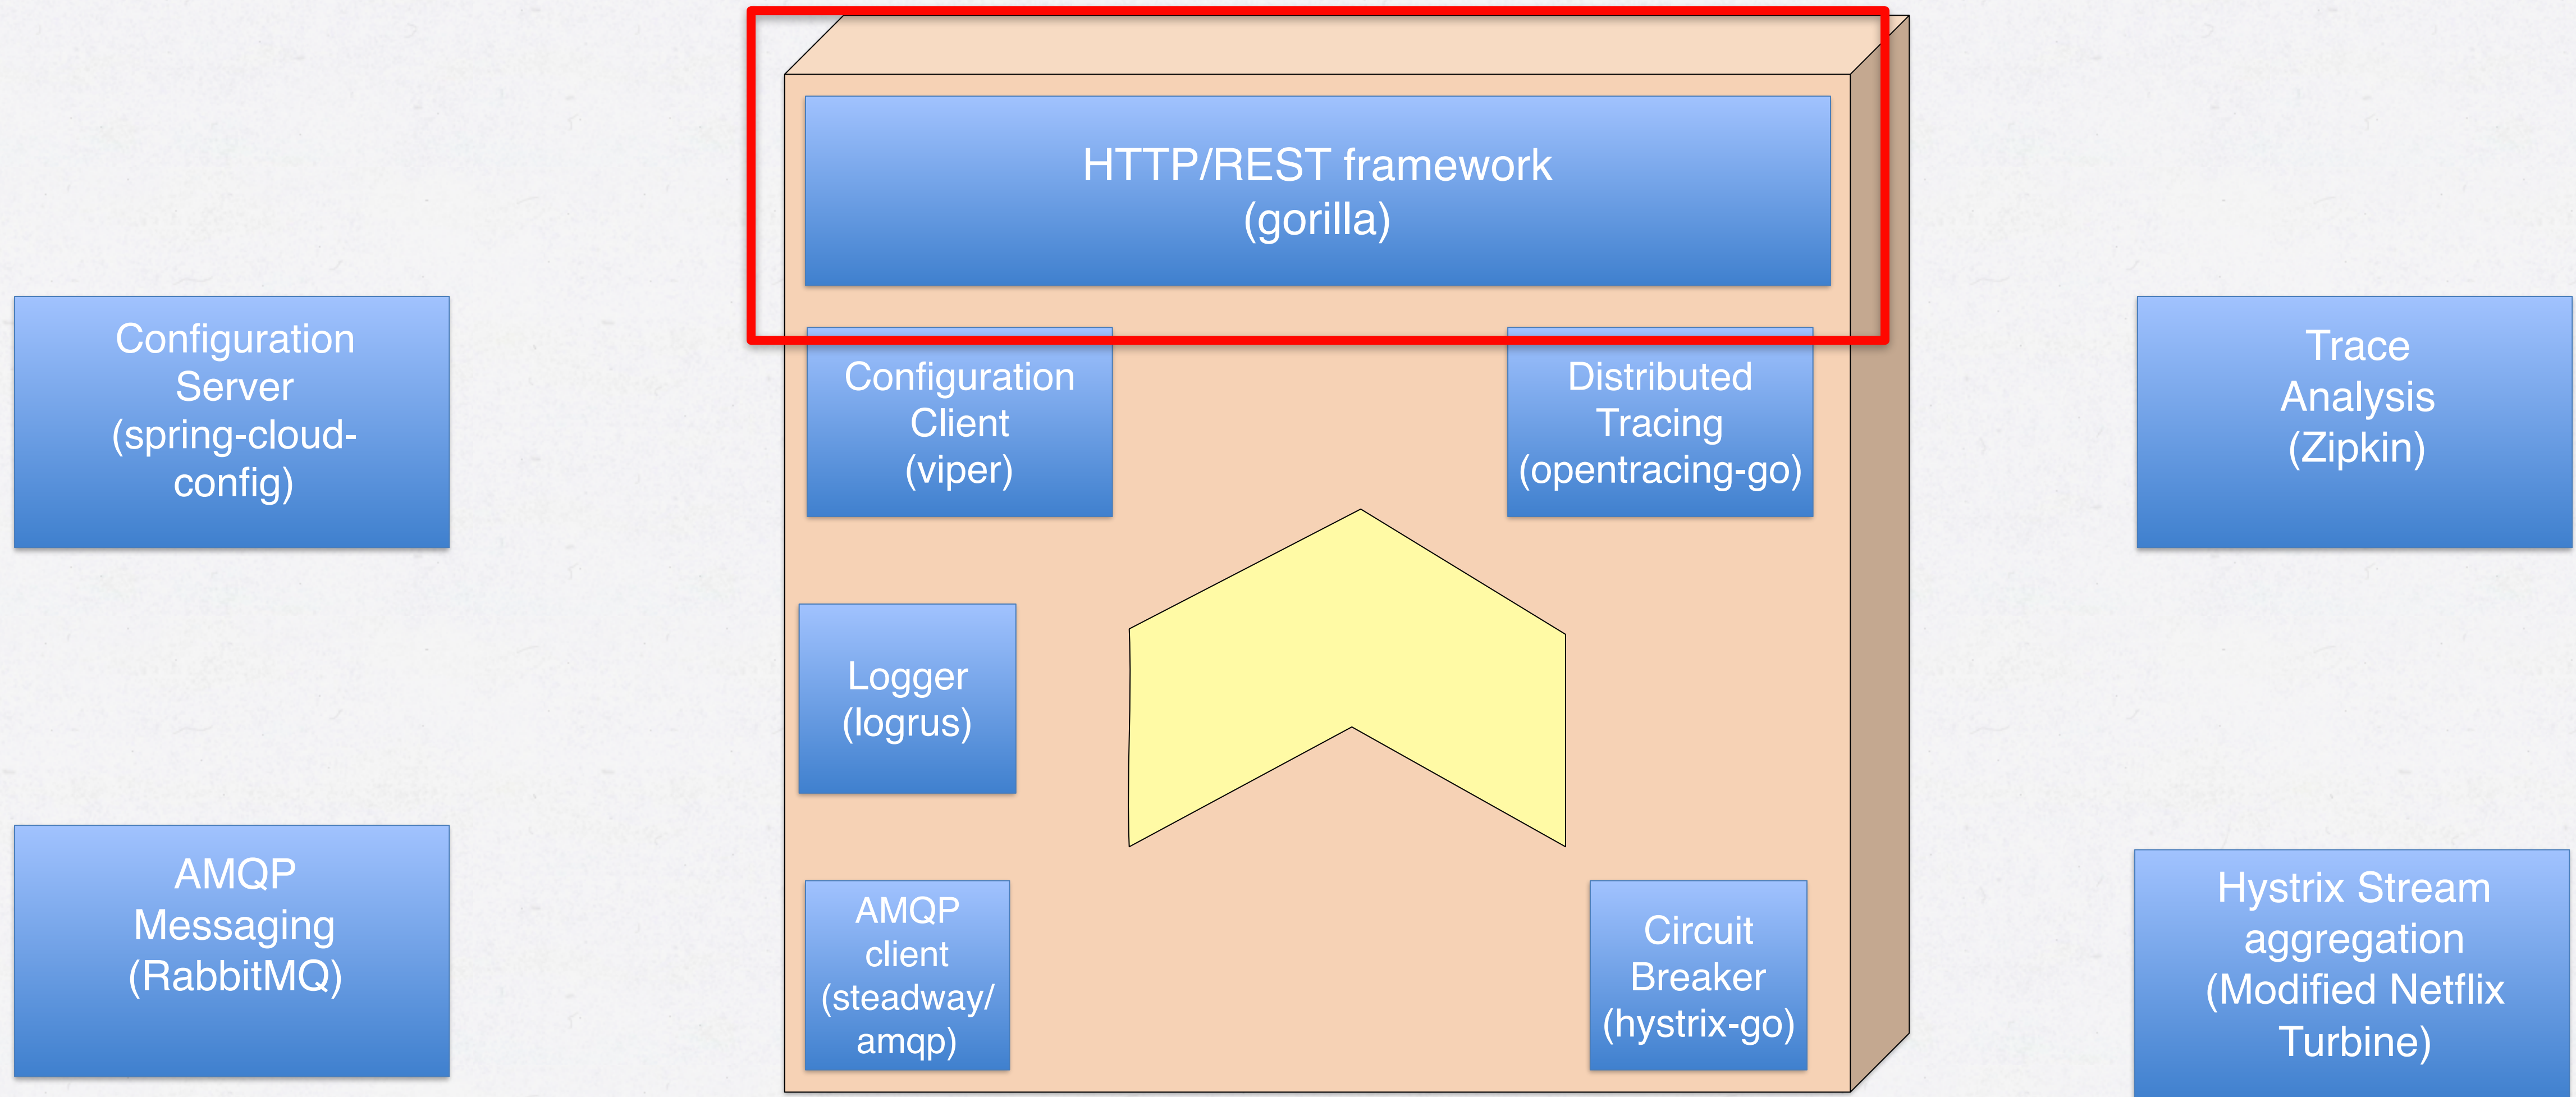 HTTP/REST framework
(gorilla)
Configuration
Server
(spring-cloud-
config)
Configuration
Client
(viper)
Distributed
Tracing
(opentracing-go)
Trace
Analysis
(Zipkin)
Logger
(logrus)
AMQP
Messaging
(RabbitMQ)
AMQP
client
(steadway/
amqp)
Circuit
Breaker
(hystrix-go)
Hystrix Stream
aggregation
(Modified Netflix
Turbine)